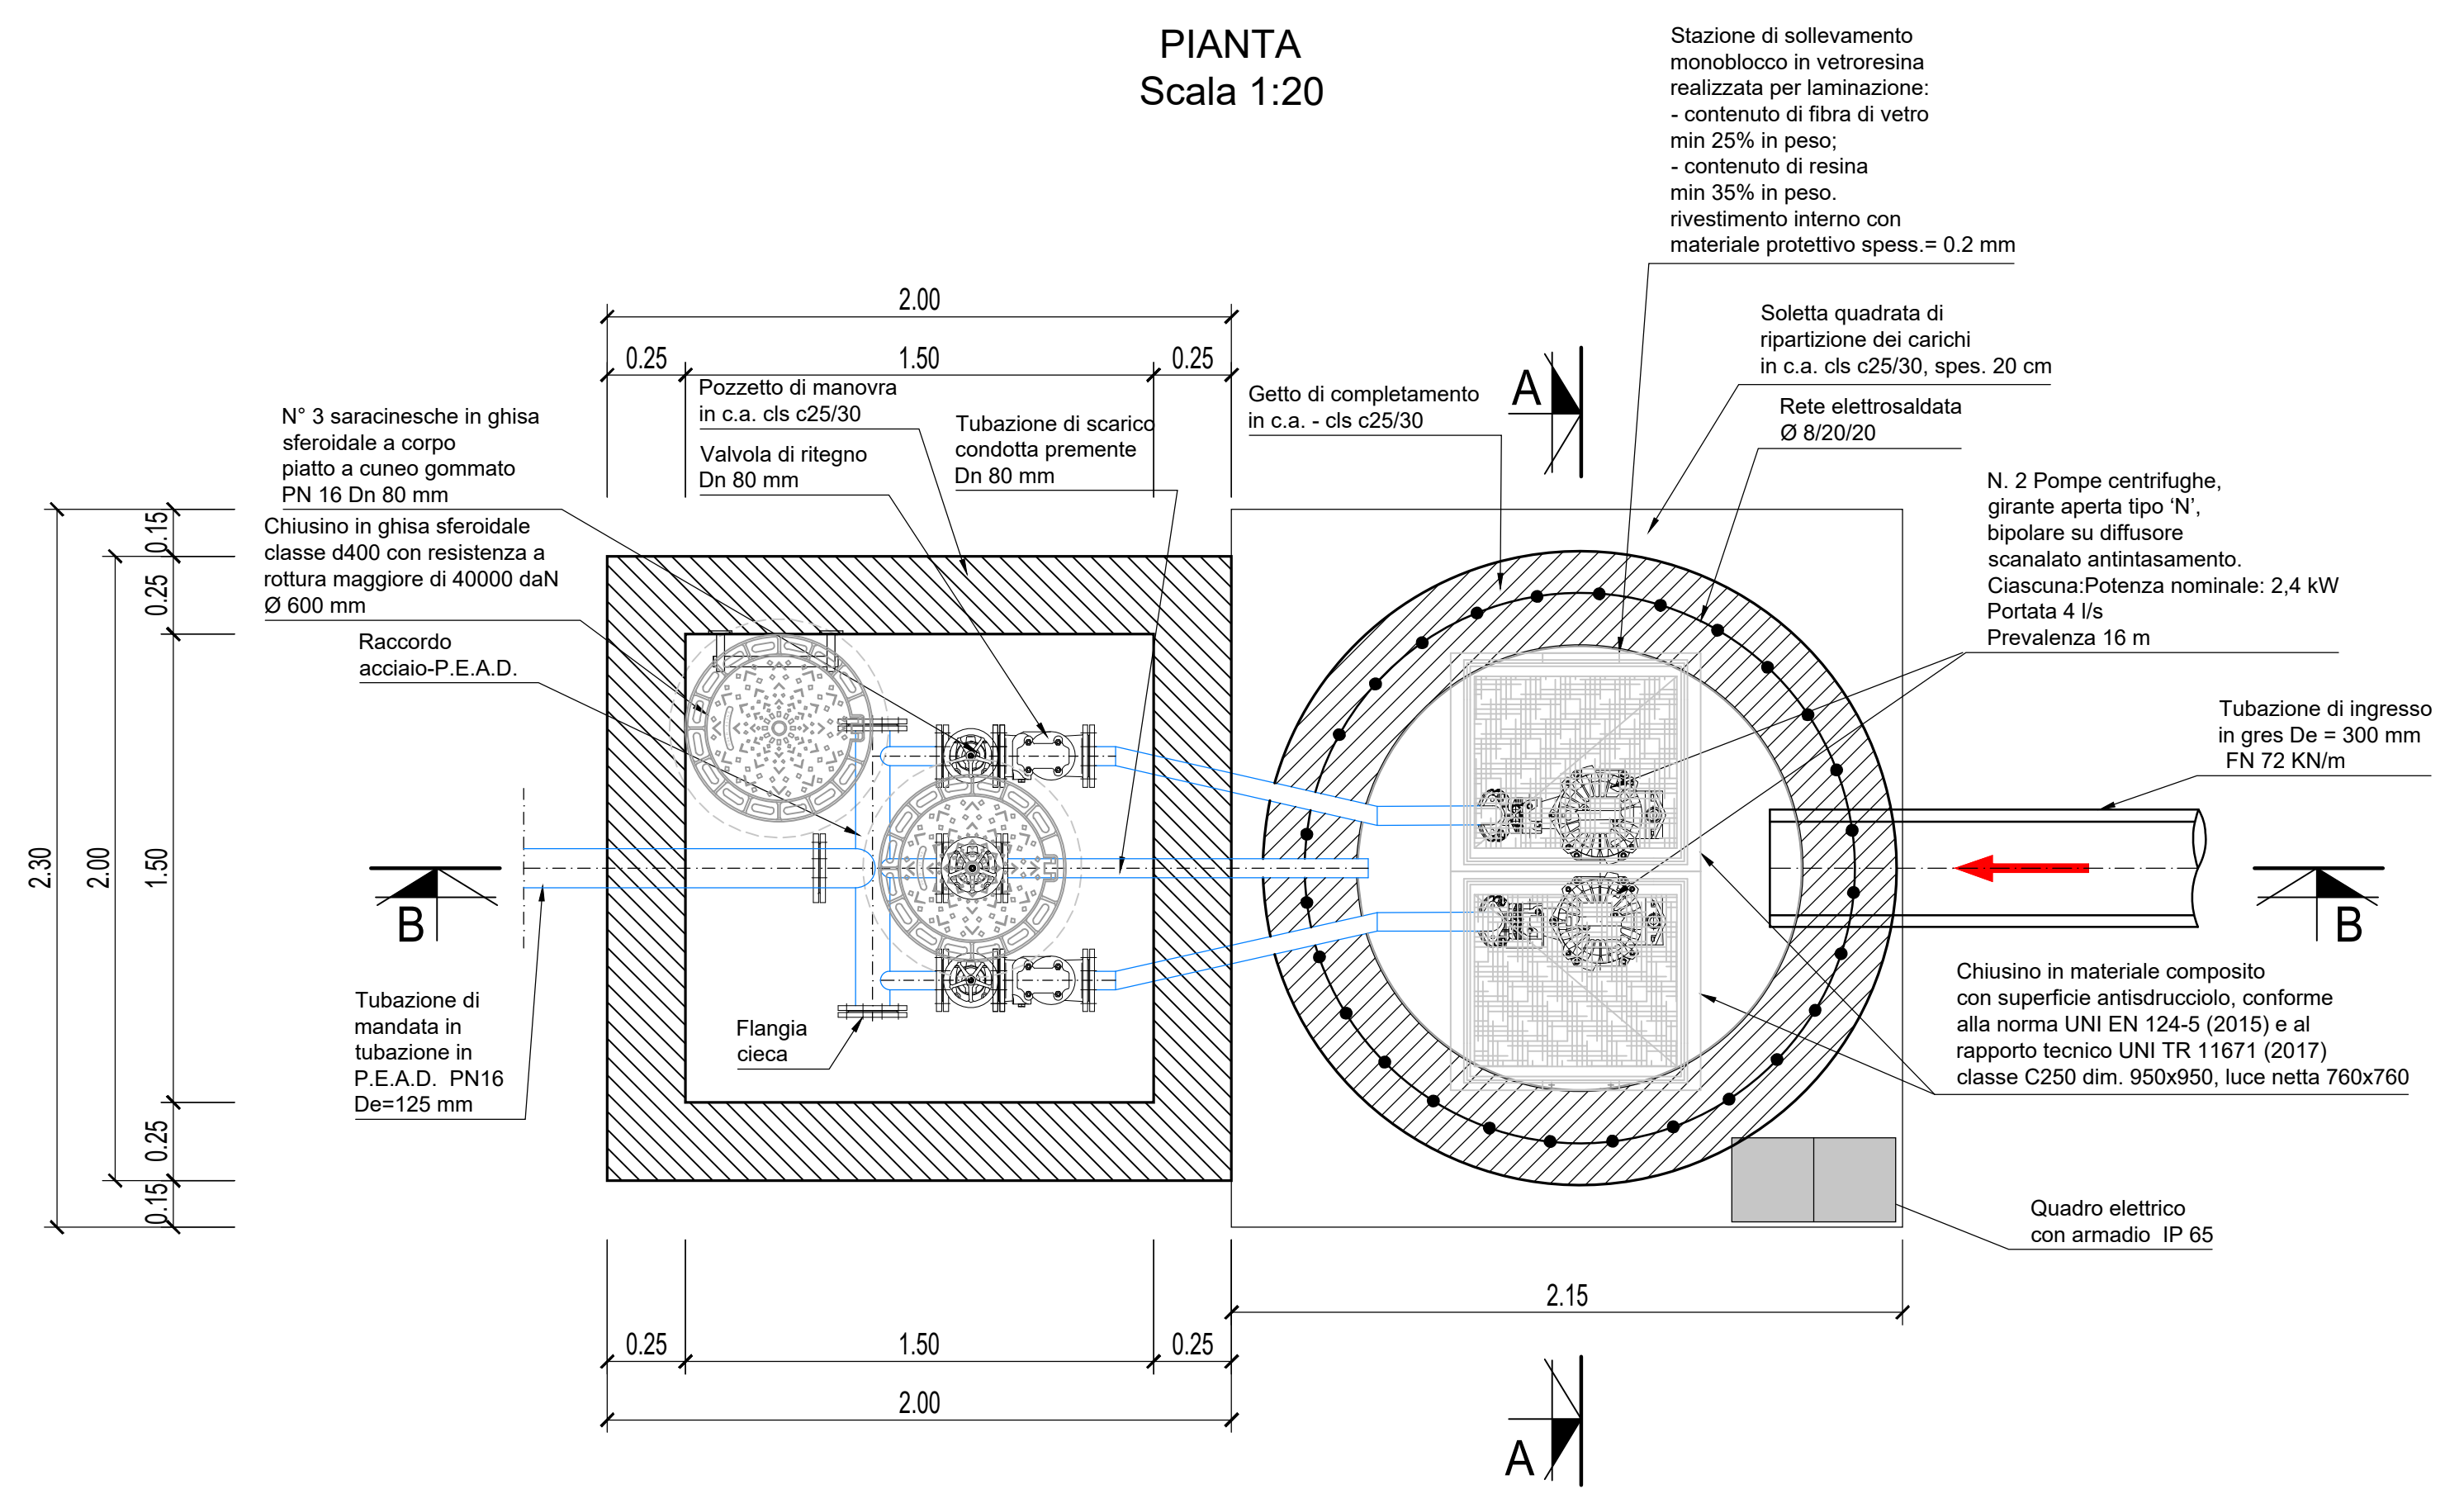 PIANTA
Scala 1:20
Stazione di sollevamento
monoblocco in vetroresina
realizzata per laminazione:
- contenuto di fibra di vetro
min 25% in peso;
- contenuto di resina
min 35% in peso.
rivestimento interno con
materiale protettivo spess.= 0.2 mm
2.00
0.25
1.50
0.25
Soletta quadrata di
ripartizione dei carichi
in c.a. cls c25/30, spes. 20 cm
A
Getto di completamento
in c.a. - cls c25/30
Rete elettrosaldata
Ø 8/20/20
Pozzetto di manovra
in c.a. cls c25/30
Valvola di ritegno
Dn 80 mm
Tubazione di scarico
condotta premente
Dn 80 mm
N° 3 saracinesche in ghisa
sferoidale a corpo
piatto a cuneo gommato
PN 16 Dn 80 mm
Chiusino in ghisa sferoidale
classe d400 con resistenza a
rottura maggiore di 40000 daN
Ø 600 mm
Raccordo
acciaio-P.E.A.D.
N. 2 Pompe centrifughe,
girante aperta tipo ‘N’,
bipolare su diffusore
scanalato antintasamento.
Ciascuna:Potenza nominale: 2,4 kW
Portata 4 l/s
Prevalenza 16 m
Tubazione di ingresso
in gres De = 300 mm
FN 72 KN/m
0.15
0.25
1.50
0.25
0.15
2.00
2.30
B
B
Tubazione di
mandata in
tubazione in
P.E.A.D.  PN16
De=125 mm
Flangia
cieca
Chiusino in materiale composito
con superficie antisdrucciolo, conforme
alla norma UNI EN 124-5 (2015) e al
rapporto tecnico UNI TR 11671 (2017)
classe C250 dim. 950x950, luce netta 760x760
Quadro elettrico
con armadio  IP 65
2.15
0.25
1.50
0.25
2.00
A